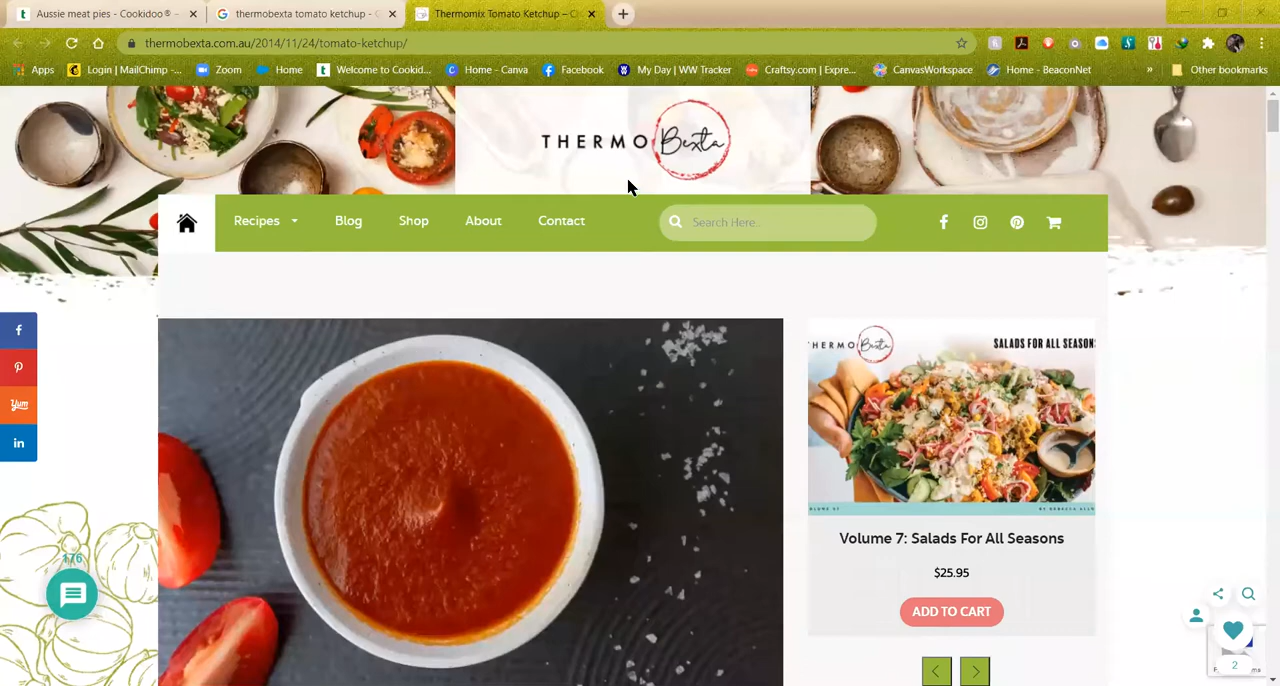 Aussie meat pies - Cookidoo® –
thermobexta tomato ketchup -
Thermomix Tomato Ketchup –
thermobexta.com.au/2014/11/24/tomato-ketchup/
Apps
Login | MailChimp -...
Zoom
Home
Welcome to Cookid...
Home - Canva
Facebook
My Day | WW Tracker
Craftsy.com | Expre...
CanvasWorkspace
Home - BeaconNet
»
Other bookmarks
THERMO Bexta
Recipes
Blog
Shop
About
Contact
Search Here..
THERMO Bexta
SALADS FOR ALL SEASON
Yum
in
Volume 7: Salads For All Seasons
$25.95
ADD TO CART
176
2